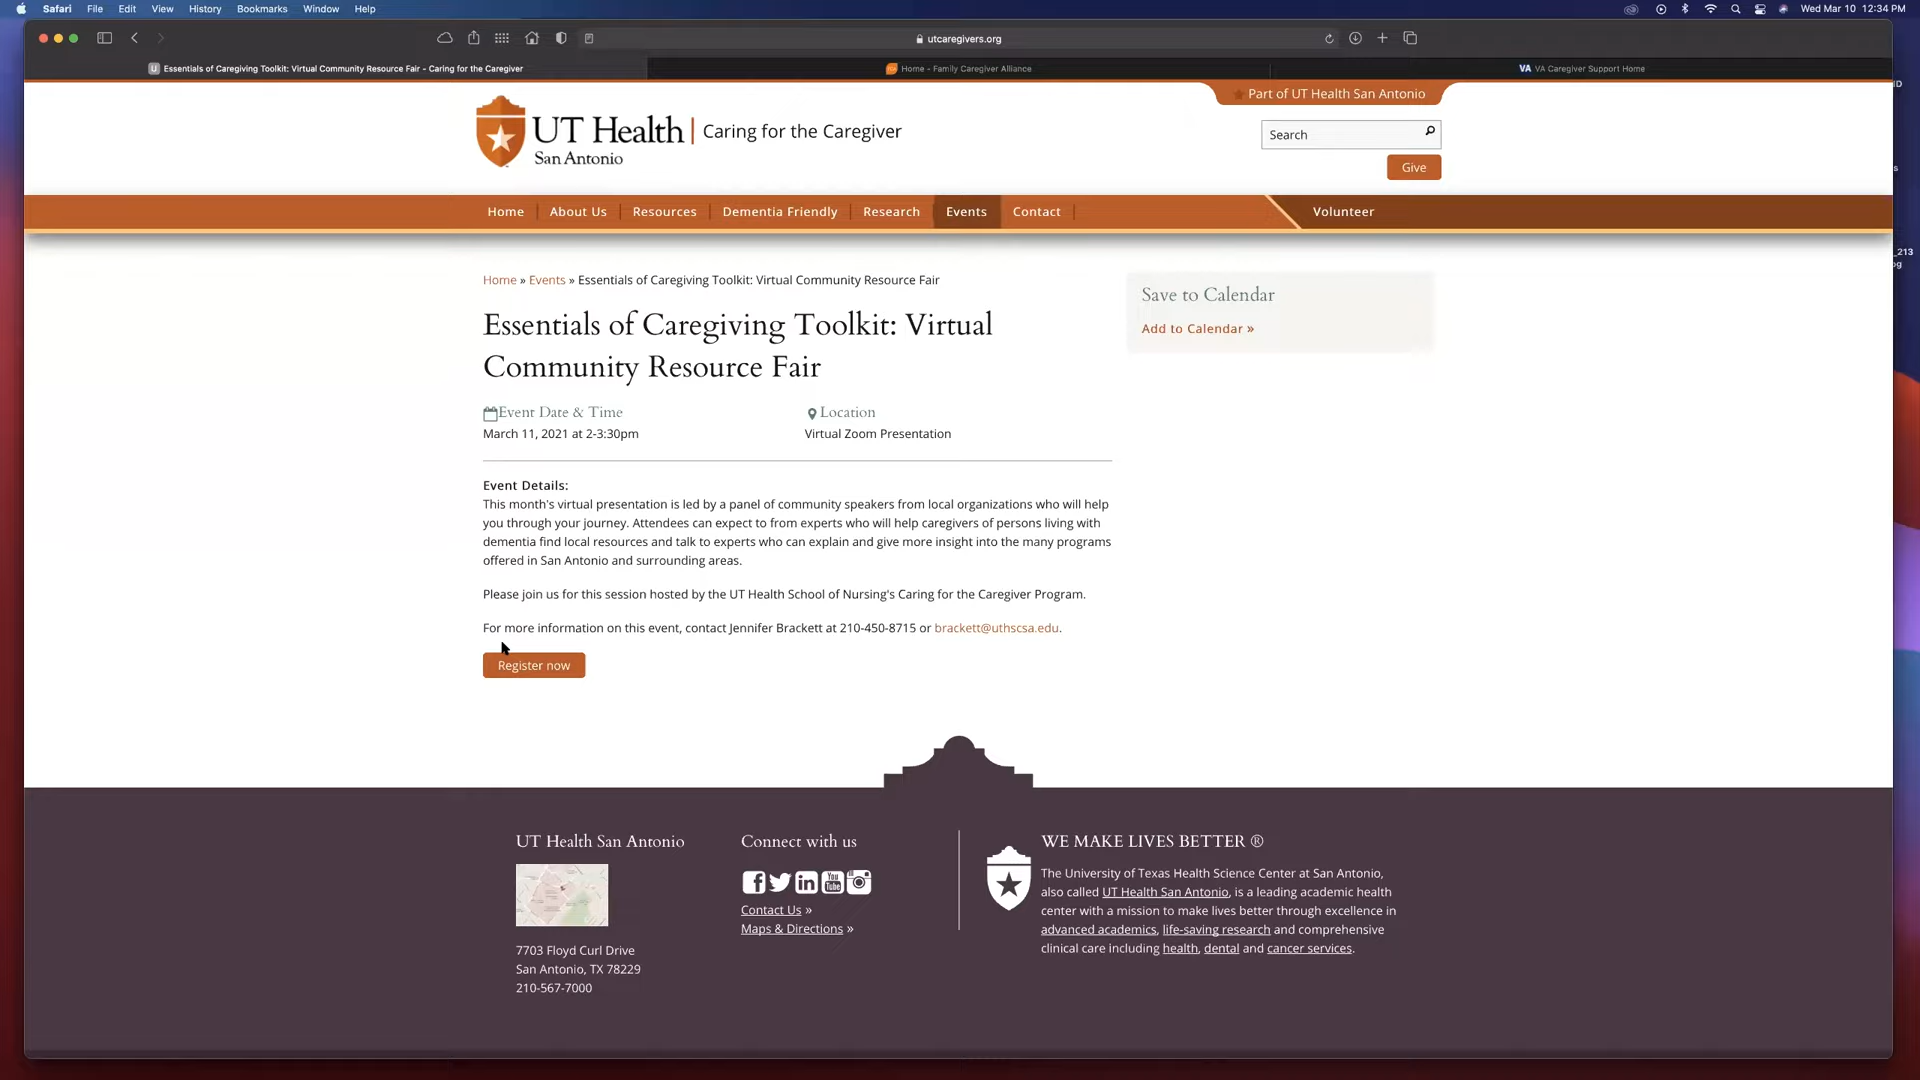 Safari File Edit View History Bookmarks Window Help Wed Mar 10 12:34 PM
utcaregivers.org
Essentials of Caregiving Toolkit: Virtual Community Resource Fair - Caring for the Caregiver
Home - Family Caregiver Alliance
VA VA Caregiver Support Home
Part of UT Health San Antonio
UT Health
San Antonio
Caring for the Caregiver
Search
Give
Home About Us Resources Dementia Friendly Research Events Contact Volunteer
Home » Events » Essentials of Caregiving Toolkit: Virtual Community Resource Fair
Essentials of Caregiving Toolkit: Virtual
Community Resource Fair
Save to Calendar
Add to Calendar »
Event Date & Time
March 11, 2021 at 2-3:30pm
Location
Virtual Zoom Presentation
Event Details:
This month's virtual presentation is led by a panel of community speakers from local organizations who will help
you through your journey. Attendees can expect to from experts who will help caregivers of persons living with
dementia find local resources and talk to experts who can explain and give more insight into the many programs
offered in San Antonio and surrounding areas.
Please join us for this session hosted by the UT Health School of Nursing's Caring for the Caregiver Program.
For more information on this event, contact Jennifer Brackett at 210-450-8715 or brackett@uthscsa.edu.
Register now
UT Health San Antonio
7703 Floyd Curl Drive
San Antonio, TX 78229
210-567-7000
Connect with us
You
Tube
Contact Us »
Maps & Directions »
WE MAKE LIVES BETTER ®
The University of Texas Health Science Center at San Antonio,
also called UT Health San Antonio, is a leading academic health
center with a mission to make lives better through excellence in
advanced academics, life-saving research and comprehensive
clinical care including health, dental and cancer services.